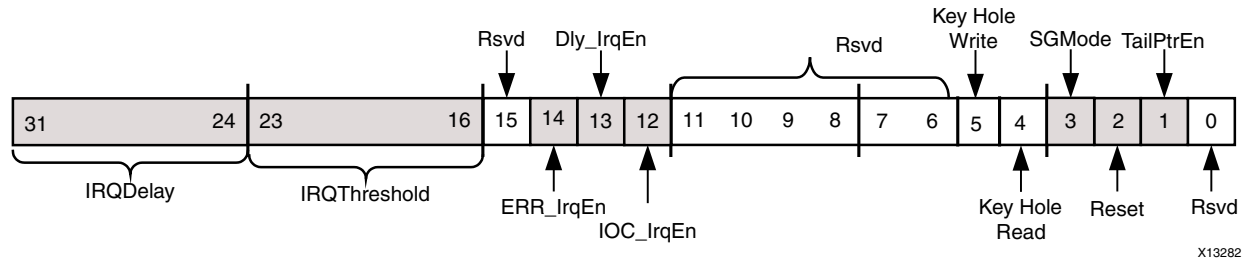 Key Hole
Write
Rsvd
Dly_IrqEn
Rsvd
SGMode
TailPtrEn
31 24 23 16 15 14 13 12 11 10 9 8 7 6 5 4 3 2 1 0
IRQDelay
IRQThreshold
ERR_IrqEn
IOC_IrqEn
Key Hole
Read
Reset
Rsvd
X13282